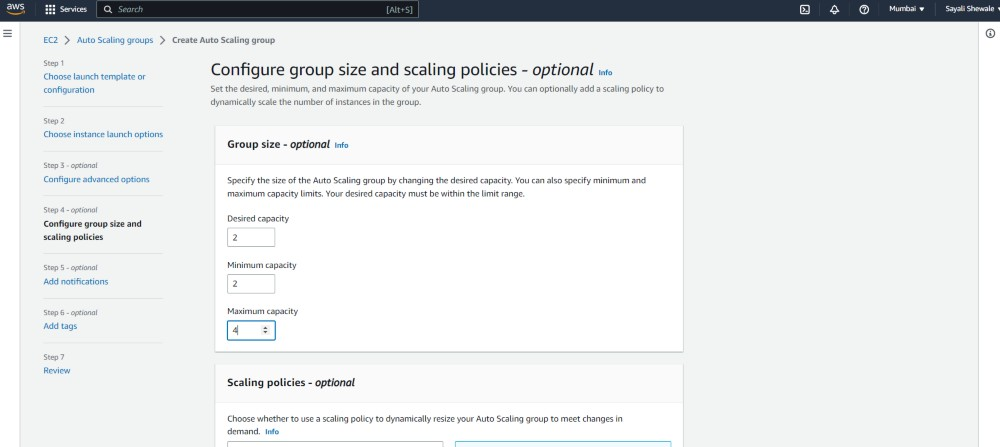 aws
Services
Search
[Alt+S]
Mumbai
Sayali Shewale
EC2 > Auto Scaling groups > Create Auto Scaling group
Step 1
Choose launch template or
configuration
Step 2
Choose instance launch options
Step 3 - optional
Configure advanced options
Step 4 - optional
Configure group size and
scaling policies
Step 5 - optional
Add notifications
Step 6 - optional
Add tags
Step 7
Review
Configure group size and scaling policies - optional Info
Set the desired, minimum, and maximum capacity of your Auto Scaling group. You can optionally add a scaling policy to
dynamically scale the number of instances in the group.
Group size - optional Info
Specify the size of the Auto Scaling group by changing the desired capacity. You can also specify minimum and
maximum capacity limits. Your desired capacity must be within the limit range.
Desired capacity
2
Minimum capacity
2
Maximum capacity
4
Scaling policies - optional
Choose whether to use a scaling policy to dynamically resize your Auto Scaling group to meet changes in
demand. Info